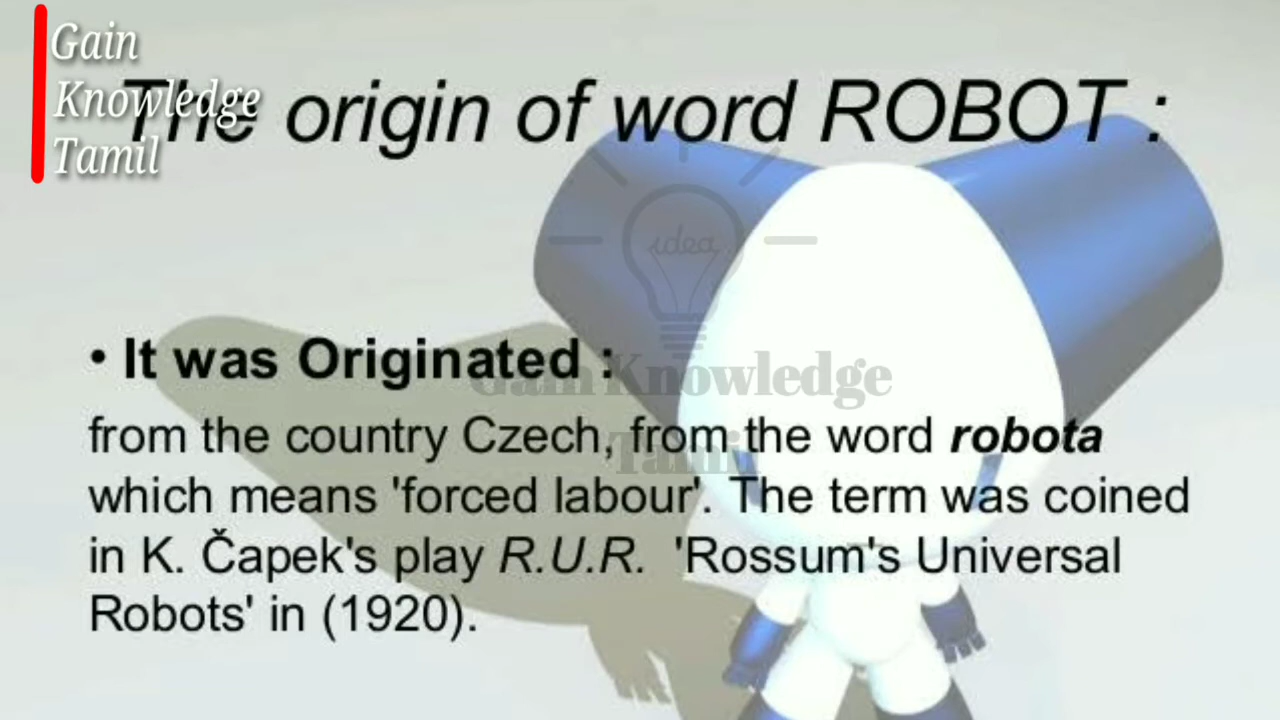 Gain
Knowledge
Tamil
The origin of word ROBOT :
idea
• It was Originated :
Gain Knowledge
Tamil
from the country Czech, from the word robota
which means 'forced labour'. The term was coined
in K. Čapek's play R.U.R. 'Rossum's Universal
Robots' in (1920).